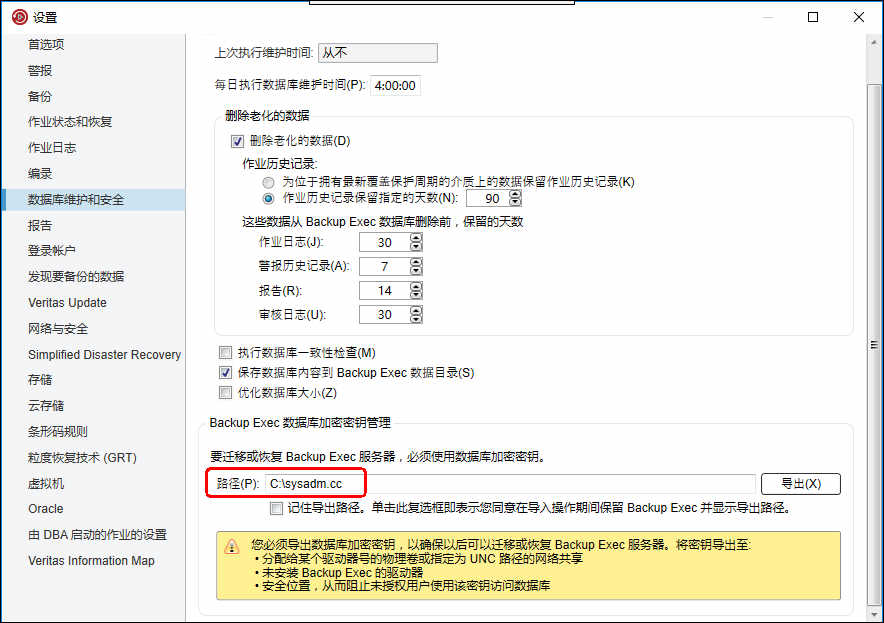 设置
首选项
警报
备份
作业状态和恢复
作业日志
编录
数据库维护和安全
报告
登录帐户
发现要备份的数据
Veritas Update
网络与安全
Simplified Disaster Recovery
存储
云存储
条形码规则
粒度恢复技术 (GRT)
虚拟机
Oracle
由 DBA 启动的作业的设置
Veritas Information Map
上次执行维护时间: 从不
每日执行数据库维护时间(P): 4:00:00
删除老化的数据
删除老化的数据(D)
作业历史记录:
为位于拥有最新覆盖保护周期的介质上的数据保留作业历史记录(K)
作业历史记录保留指定的天数(N): 90
这些数据从 Backup Exec 数据库删除前，保留的天数
作业日志(J): 30
警报历史记录(A): 7
报告(R): 14
审核日志(U): 30
执行数据库一致性检查(M)
保存数据库内容到 Backup Exec 数据目录(S)
优化数据库大小(Z)
Backup Exec 数据库加密密钥管理
要迁移或恢复 Backup Exec 服务器，必须使用数据库加密密钥。
路径(P): C:\sysadm.cc 导出(X)
记住导出路径。单击此复选框即表示您同意在导入操作期间保留 Backup Exec 并显示导出路径。
您必须导出数据库加密密钥，以确保以后可以迁移或恢复 Backup Exec 服务器。将密钥导出至:
• 分配给某个驱动器号的物理卷或指定为 UNC 路径的网络共享
• 未安装 Backup Exec 的驱动器
• 安全位置，从而阻止未授权用户使用该密钥访问数据库